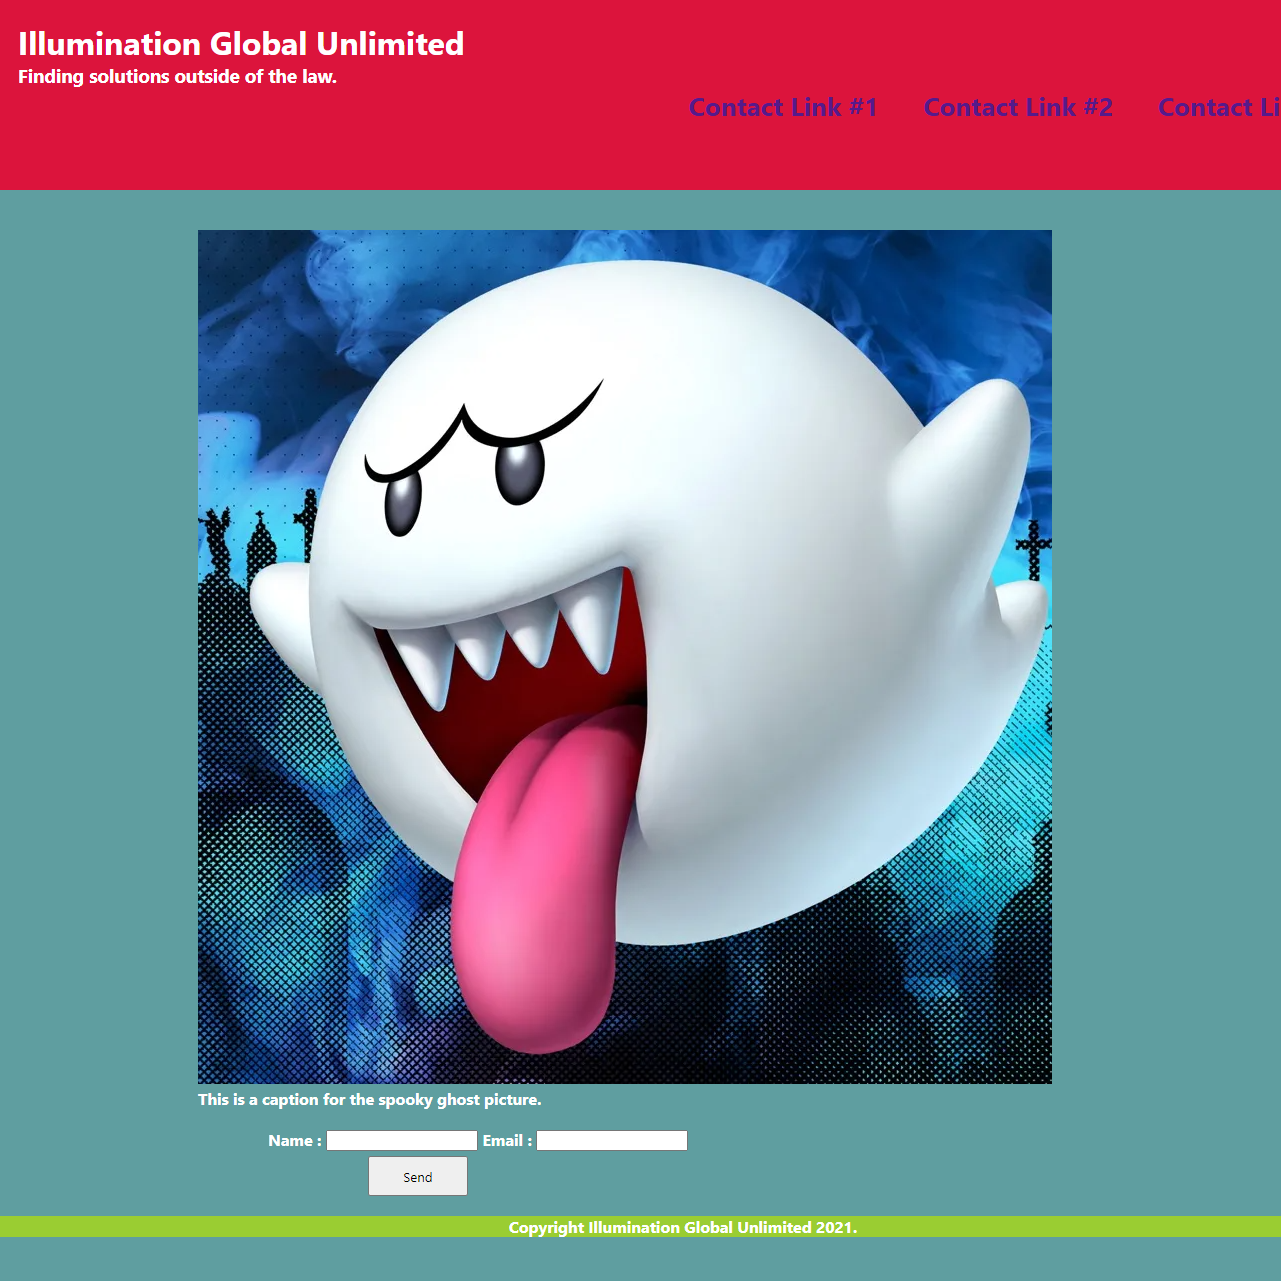 Illumination Global Unlimited
Finding solutions outside of the law.
Contact Link #1 Contact Link #2 Contact Li
This is a caption for the spooky ghost picture.
Name : Email :
Send
Copyright Illumination Global Unlimited 2021.